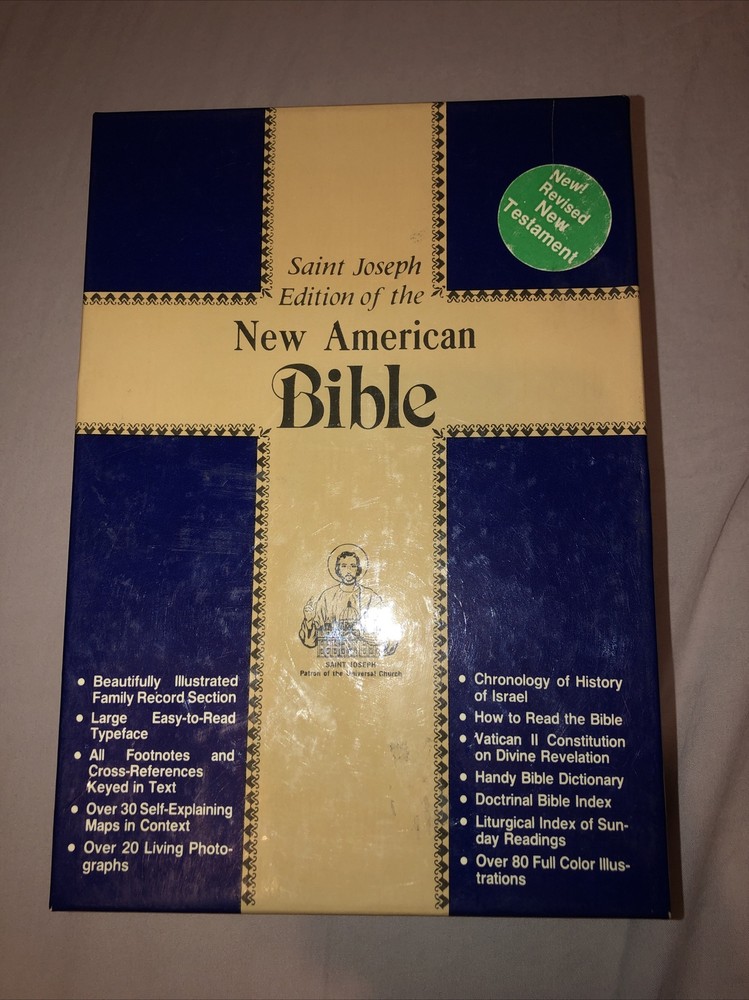 New!
Revised
New
Testament
Saint Joseph
Edition of the
New American
Bible
SAINT JOSEPH
Patron of the Universal Church
• Beautifully Illustrated
Family Record Section
• Large Easy-to-Read
Typeface
• All Footnotes and
Cross-References
Keyed in Text
• Over 30 Self-Explaining
Maps in Context
• Over 20 Living Photo-
graphs
• Chronology of History
of Israel
• How to Read the Bible
• Vatican II Constitution
on Divine Revelation
• Handy Bible Dictionary
• Doctrinal Bible Index
• Liturgical Index of Sun-
day Readings
• Over 80 Full Color Illus-
trations